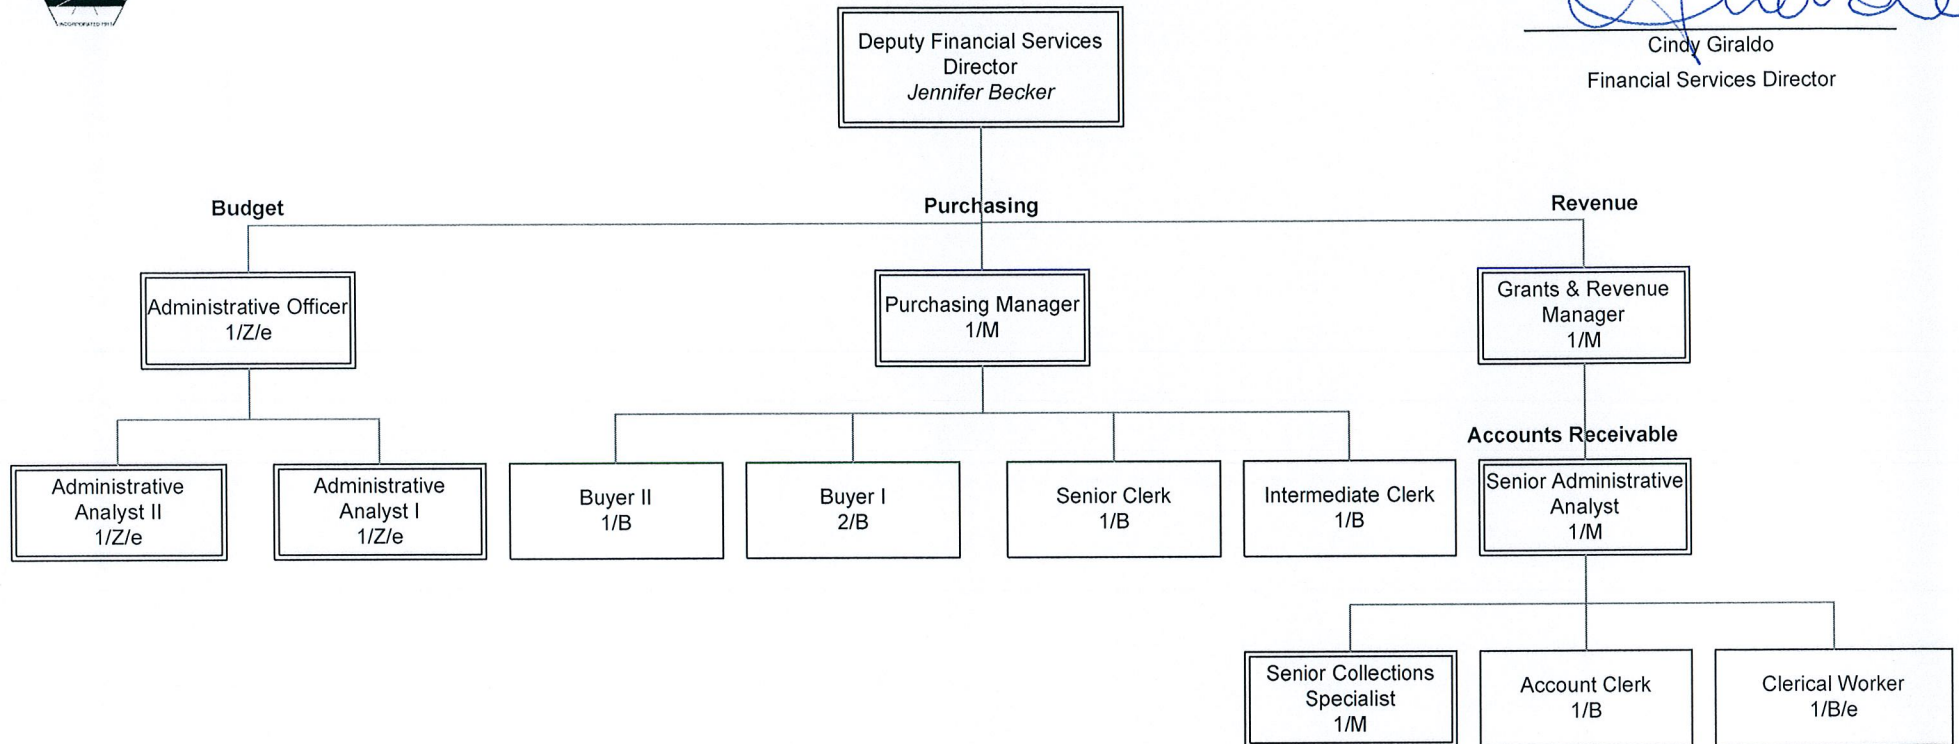 INCORPORATED 1911
Deputy Financial Services
Director
Jennifer Becker
Cindy Giraldo
Financial Services Director
Budget
Purchasing
Revenue
Administrative Officer
1/Z/e
Purchasing Manager
1/M
Grants & Revenue
Manager
1/M
Accounts Receivable
Administrative
Analyst II
1/Z/e
Administrative
Analyst I
1/Z/e
Buyer II
1/B
Buyer I
2/B
Senior Clerk
1/B
Intermediate Clerk
1/B
Senior Administrative
Analyst
1/M
Senior Collections
Specialist
1/M
Account Clerk
1/B
Clerical Worker
1/B/e